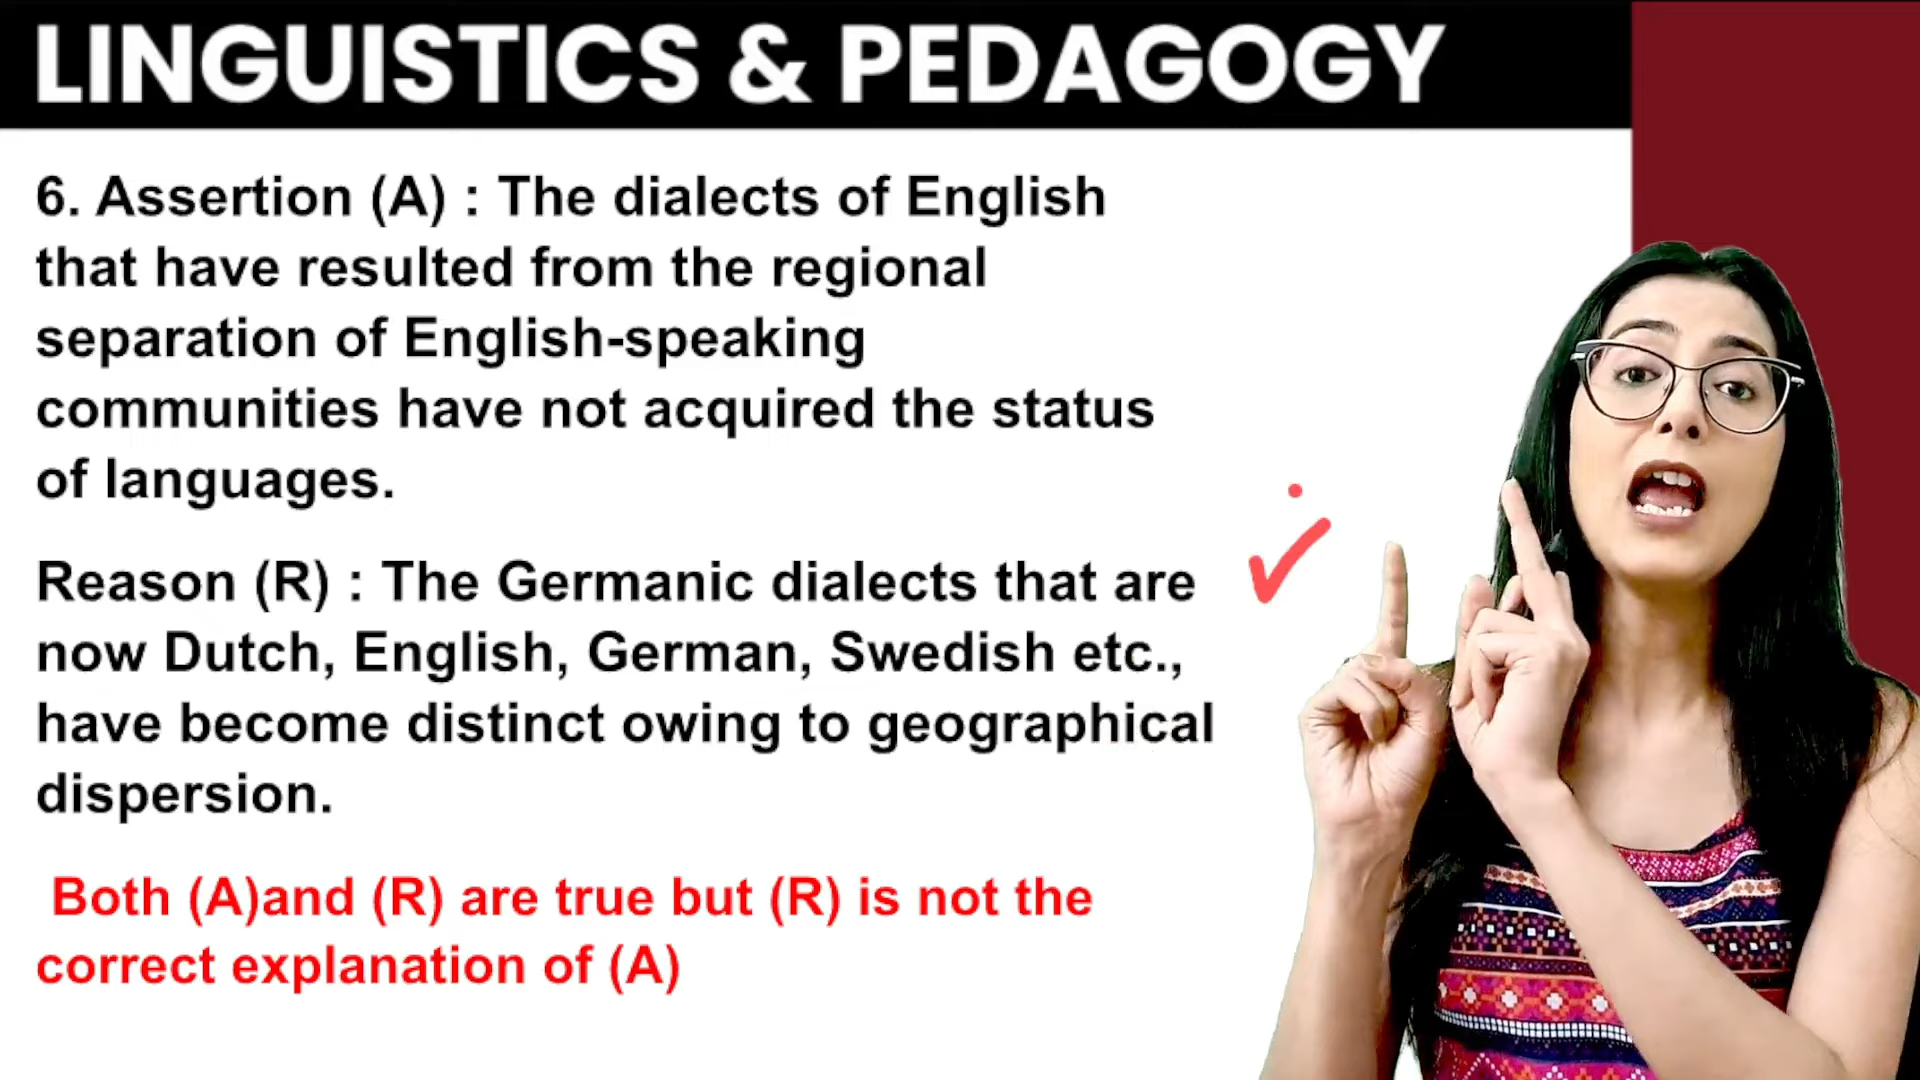 LINGUISTICS & PEDAGOGY
6. Assertion (A) : The dialects of English
that have resulted from the regional
separation of English-speaking
communities have not acquired the status
of languages.
Reason (R) : The Germanic dialects that are
now Dutch, English, German, Swedish etc.,
have become distinct owing to geographical
dispersion.
Both (A)and (R) are true but (R) is not the
correct explanation of (A)